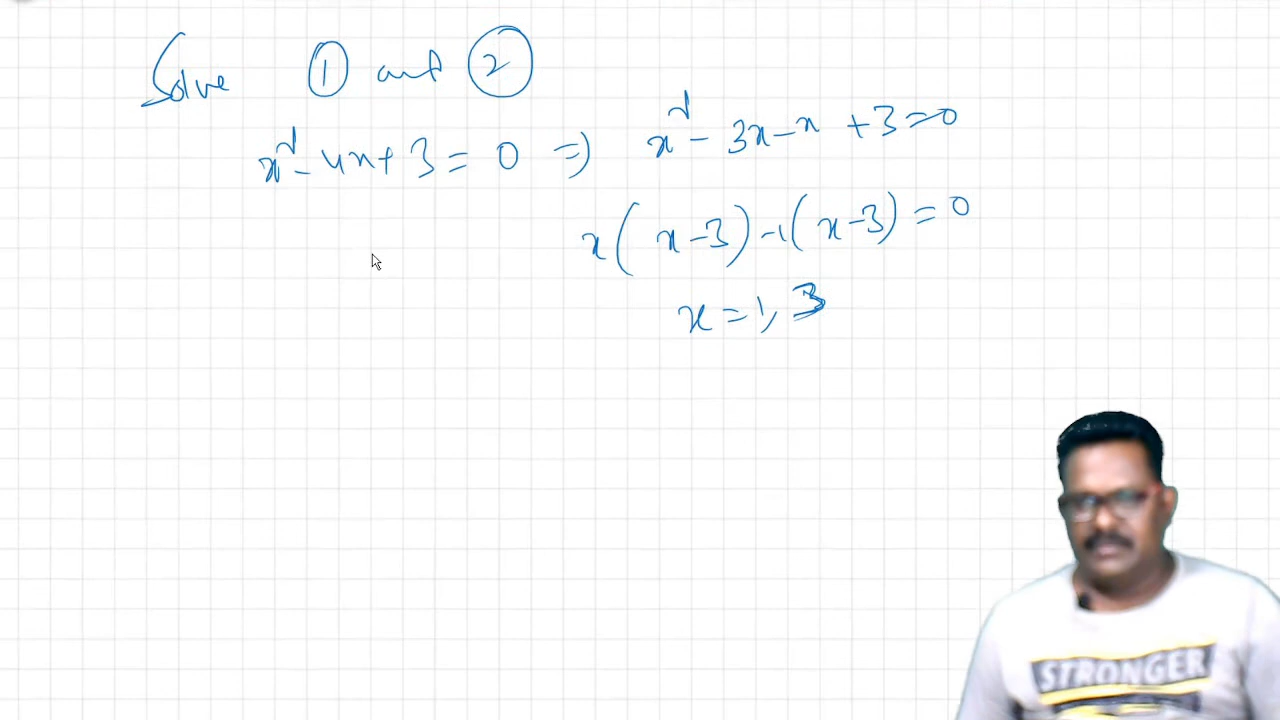 Solve ① and ②
x² - 4x + 3 = 0 ⇒ x² - 3x - x + 3 = 0
x(x-3) -1(x-3) = 0
x = 1, 3
STRONGER